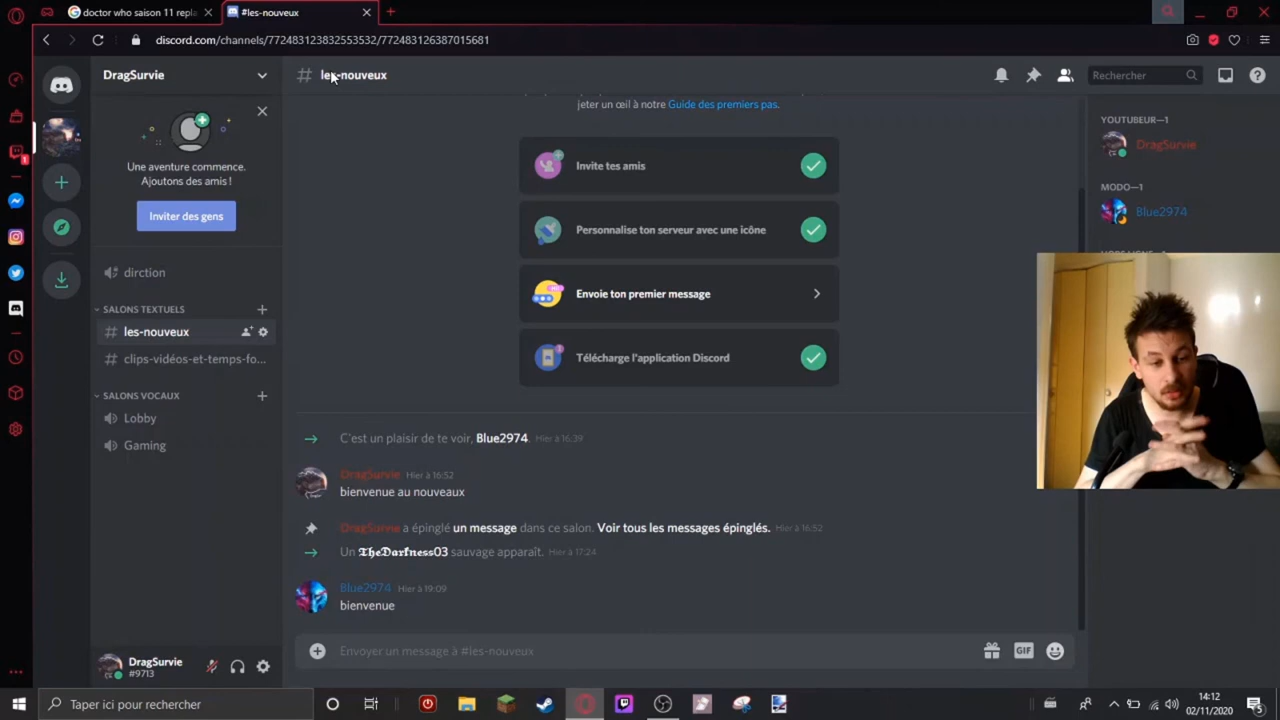 doctor who saison 11 repla
#les-nouveux
discord.com/channels/772483123832553532/772483126387015681
DragSurvie
les-nouveux
Rechercher
jeter un œil à notre Guide des premiers pas.
Une aventure commence.
Ajoutons des amis !
Inviter des gens
Invite tes amis
Personnalise ton serveur avec une icône
Envoie ton premier message
Télécharge l'application Discord
dirction
SALONS TEXTUELS
les-nouveux
clips-vidéos-et-temps-fo...
SALONS VOCAUX
Lobby
Gaming
C'est un plaisir de te voir, Blue2974. Hier à 16:39
DragSurvie Hier à 16:52
bienvenue au nouveaux
DragSurvie a épinglé un message dans ce salon. Voir tous les messages épinglés. Hier à 16:52
Un 𝕿𝖍𝖊𝕯𝖆𝖗𝖐𝖓𝖊𝖘𝖘03 sauvage apparaît. Hier à 17:24
Blue2974 Hier à 19:09
bienvenue
Envoyer un message à #les-nouveux
GIF
YOUTUBEUR—1
DragSurvie
MODO—1
Blue2974
DragSurvie
#9713
Taper ici pour rechercher
14:12
02/11/2020